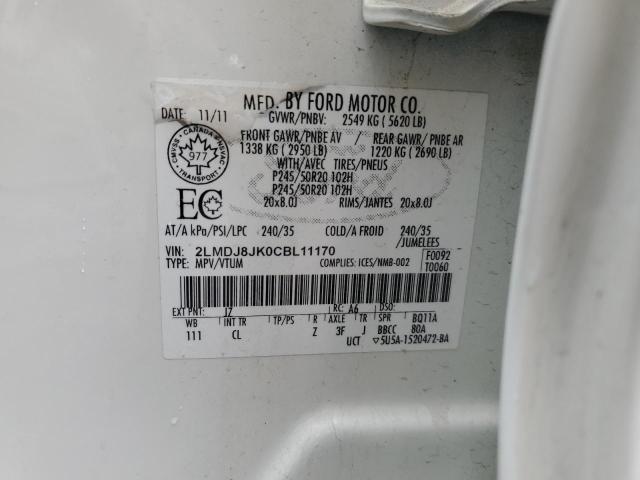 MFD. BY FORD MOTOR CO.
DATE: 11/11 GVWR/PNBV: 2549 KG ( 5620 LB)
FRONT GAWR/PNBE AV / REAR GAWR/ PNBE AR
1338 KG ( 2950 LB) 1220 KG ( 2690 LB)
WITH/AVEC TIRES/PNEUS
P245/50R20 102H
P245/50R20 102H
20x8.0J RIMS/JANTES 20x8.0J
CANADA
CMVSS NSVAC
977
TRANSPORT
EC
AT/A kPa/PSI/LPC 240/35 COLD/A FROID 240/35
/JUMELEES
VIN: 2LMDJ8JK0CBL11170 F0092
TYPE: MPV/VTUM COMPLIES: ICES/NMB-002 T0060
EXT PNT: JZ RC: A6 DSO:
WB INT TR TP/PS R AXLE TR SPR BQ11A
111 CL Z 3F J BBCC 80A
UCT 5U5A-1520472-BA